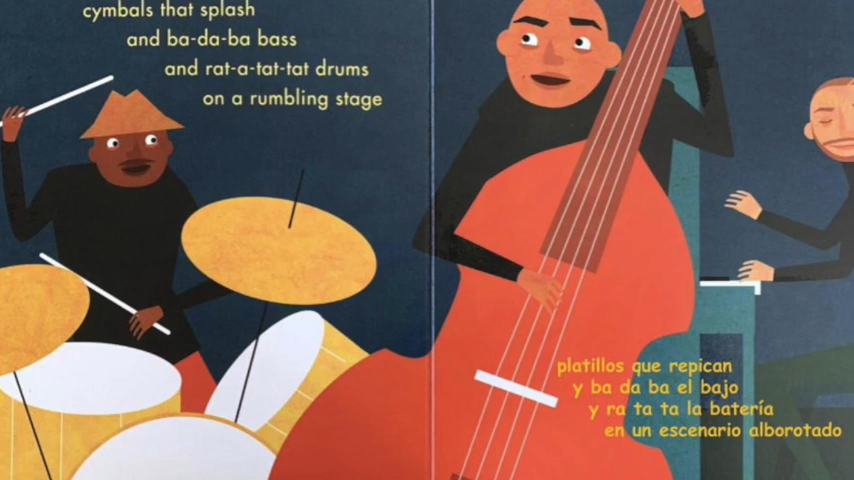 cymbals that splash
and ba-da-ba bass
and rat-a-tat-tat drums
on a rumbling stage
platillos que repican
y ba da ba el bajo
y ra ta ta la batería
en un escenario alborotado